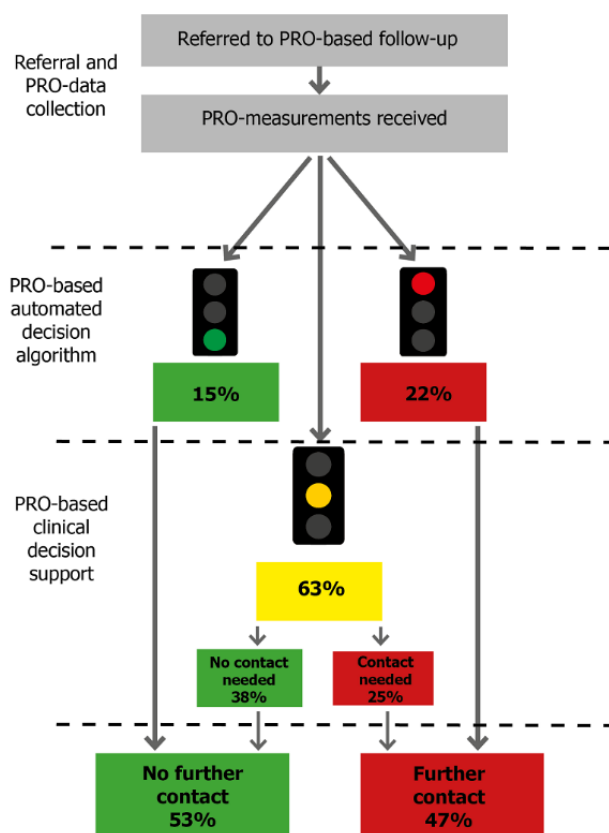 Referred to PRO-based follow-up
Referral and
PRO-data
collection
PRO-measurements received
PRO-based
automated
decision
algorithm
15%
22%
PRO-based
clinical
decision
support
63%
No contact
needed
38%
Contact
needed
25%
No further
contact
53%
Further
contact
47%